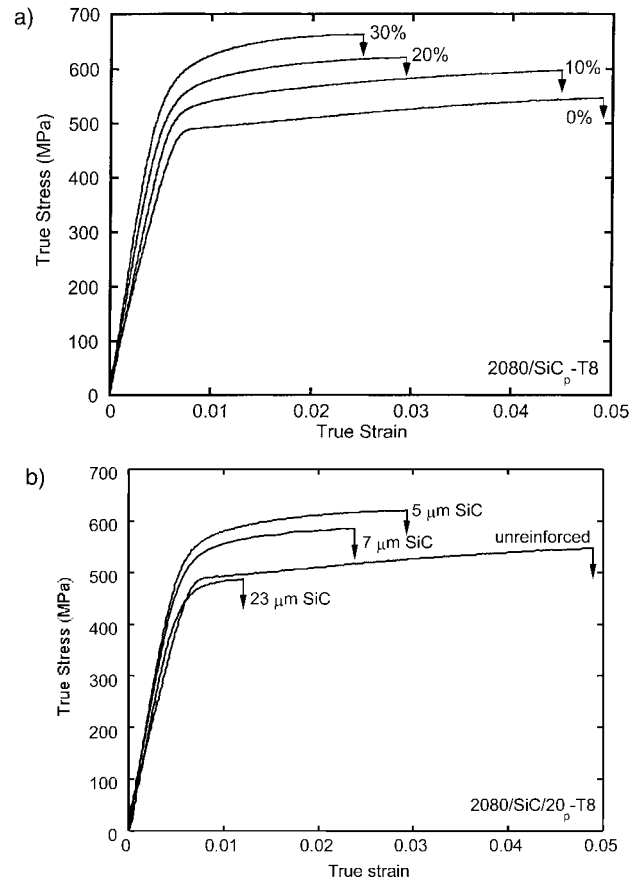 a)
700
600
500
400
300
200
100
0
True Stress (MPa)
30%
20%
10%
0%
2080/SiCp-T8
0 0.01 0.02 0.03 0.04 0.05
True Strain
b)
700
600
500
400
300
200
100
0
True Stress (MPa)
5 μm SiC
7 μm SiC
unreinforced
23 μm SiC
2080/SiC/20p-T8
0 0.01 0.02 0.03 0.04 0.05
True strain